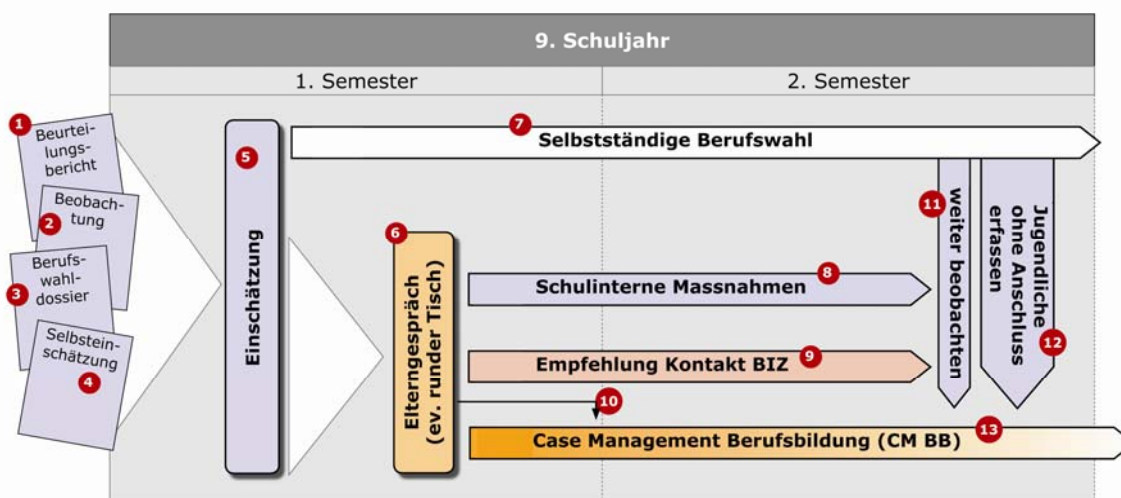 9. Schuljahr
1. Semester
2. Semester
1
Beurtei-
lungs-
bericht
2
Beobach-
tung
3
Berufs-
wahl-
dossier
Selbstein-
schätzung
4
5
Einschätzung
6
Elterngespräch
(ev. runder Tisch)
7
Selbstständige Berufswahl
8
Schulinterne Massnahmen
9
Empfehlung Kontakt BIZ
10
11
weiter beobachten
Jugendliche
ohne Anschluss
erfassen
12
13
Case Management Berufsbildung (CM BB)